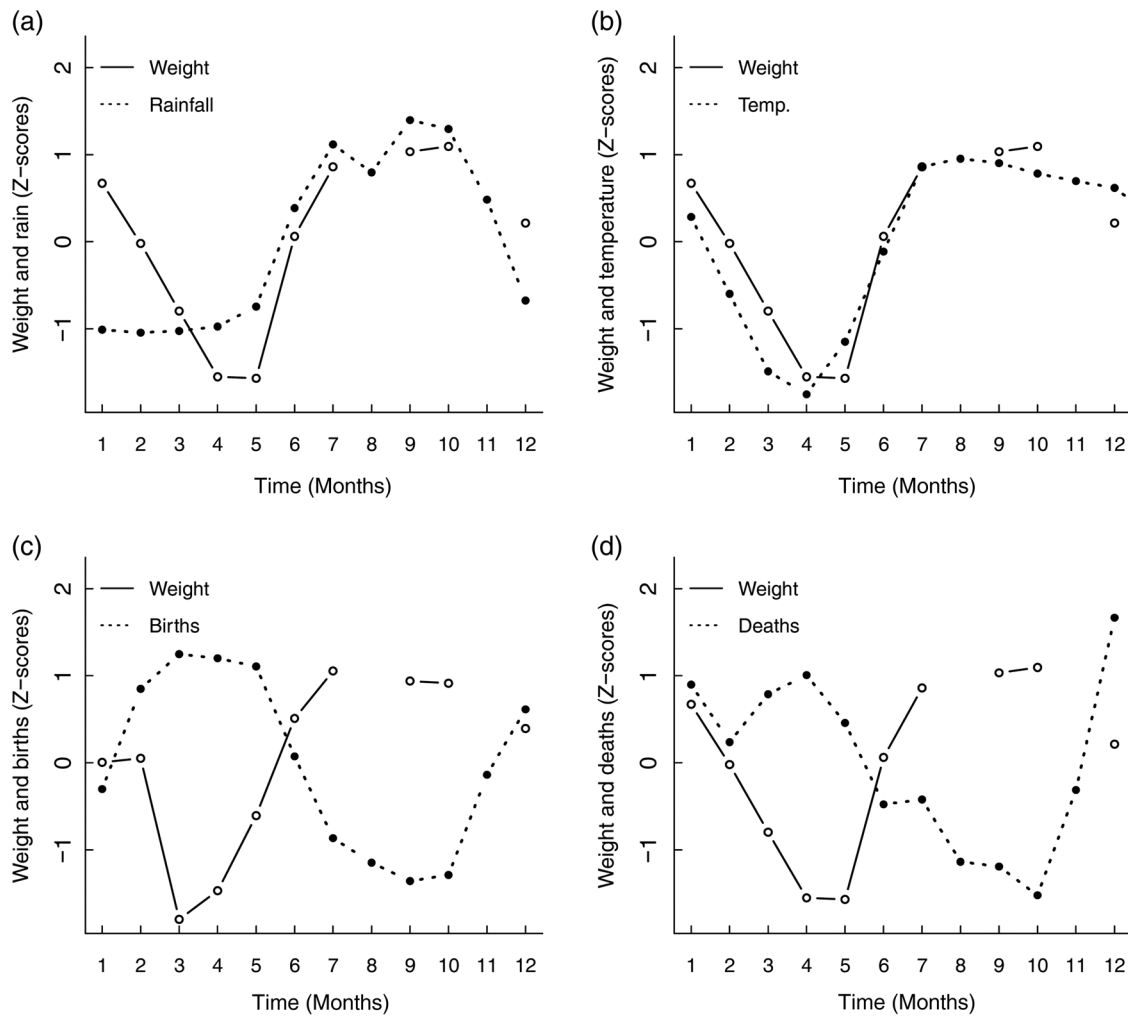 (a)
Weight and rain (Z−scores)
2
1
0
−1
Weight
Rainfall
1 2 3 4 5 6 7 8 9 10 11 12
Time (Months)
(b)
Weight and temperature (Z−scores)
2
1
0
−1
Weight
Temp.
1 2 3 4 5 6 7 8 9 10 11 12
Time (Months)
(c)
Weight and births (Z−scores)
2
1
0
−1
Weight
Births
1 2 3 4 5 6 7 8 9 10 11 12
Time (Months)
(d)
Weight and deaths (Z−scores)
2
1
0
−1
Weight
Deaths
1 2 3 4 5 6 7 8 9 10 11 12
Time (Months)